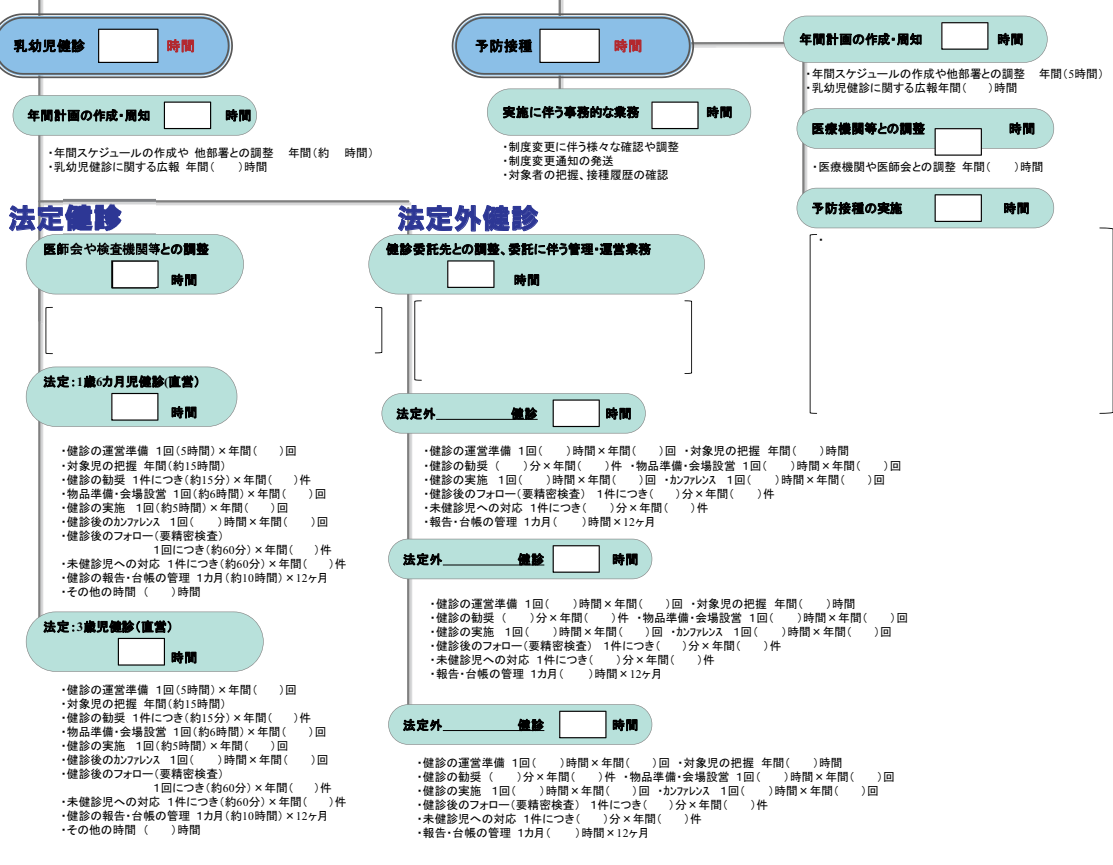 乳幼児健診 時間
年間計画の作成・周知 時間
・年間スケジュールの作成や 他部署との調整 年間(約 時間)
・乳幼児健診に関する広報 年間( )時間
法定健診
医師会や検査機関等との調整
時間
法定:1歳6カ月児健診(直営)
時間
・健診の運営準備 1回(5時間)×年間( )回
・対象児の把握 年間(約15時間)
・健診の勧奨 1件につき(約15分)×年間( )件
・物品準備・会場設営 1回(約6時間)×年間( )回
・健診の実施 1回(約5時間)×年間( )回
・健診後のカンファレンス 1回( )時間×年間( )回
・健診後のフォロー(要精密検査)
1回につき(約60分)×年間( )件
・未健診児への対応 1件につき(約60分)×年間( )件
・健診の報告・台帳の管理 1カ月(約10時間)×12ヶ月
・その他の時間 ( )時間
法定:3歳児健診(直営)
時間
・健診の運営準備 1回(5時間)×年間( )回
・対象児の把握 年間(約15時間)
・健診の勧奨 1件につき(約15分)×年間( )件
・物品準備・会場設営 1回(約6時間)×年間( )回
・健診の実施 1回(約5時間)×年間( )回
・健診後のカンファレンス 1回( )時間×年間( )回
・健診後のフォロー(要精密検査)
1回につき(約60分)×年間( )件
・未健診児への対応 1件につき(約60分)×年間( )件
・健診の報告・台帳の管理 1カ月(約10時間)×12ヶ月
・その他の時間 ( )時間
法定外健診
健診委託先との調整、委託に伴う管理・運営業務
時間
法定外________健診 時間
・健診の運営準備 1回( )時間×年間( )回 ・対象児の把握 年間( )時間
・健診の勧奨 ( )分×年間( )件 ・物品準備・会場設営 1回( )時間×年間( )回
・健診の実施 1回( )時間×年間( )回 ・カンファレンス 1回( )時間×年間( )回
・健診後のフォロー(要精密検査) 1件につき( )分×年間( )件
・未健診児への対応 1件につき( )分×年間( )件
・報告・台帳の管理 1カ月( )時間×12ヶ月
法定外________健診 時間
・健診の運営準備 1回( )時間×年間( )回 ・対象児の把握 年間( )時間
・健診の勧奨 ( )分×年間( )件 ・物品準備・会場設営 1回( )時間×年間( )回
・健診の実施 1回( )時間×年間( )回 ・カンファレンス 1回( )時間×年間( )回
・健診後のフォロー(要精密検査) 1件につき( )分×年間( )件
・未健診児への対応 1件につき( )分×年間( )件
・報告・台帳の管理 1カ月( )時間×12ヶ月
法定外________健診 時間
・健診の運営準備 1回( )時間×年間( )回 ・対象児の把握 年間( )時間
・健診の勧奨 ( )分×年間( )件 ・物品準備・会場設営 1回( )時間×年間( )回
・健診の実施 1回( )時間×年間( )回 ・カンファレンス 1回( )時間×年間( )回
・健診後のフォロー(要精密検査) 1件につき( )分×年間( )件
・未健診児への対応 1件につき( )分×年間( )件
・報告・台帳の管理 1カ月( )時間×12ヶ月
予防接種 時間
実施に伴う事務的な業務 時間
・制度変更に伴う様々な確認や調整
・制度変更通知の発送
・対象者の把握、接種履歴の確認
年間計画の作成・周知 時間
・年間スケジュールの作成や他部署との調整 年間(5時間)
・乳幼児健診に関する広報年間( )時間
医療機関等との調整 時間
・医療機関や医師会との調整 年間( )時間
予防接種の実施 時間
・